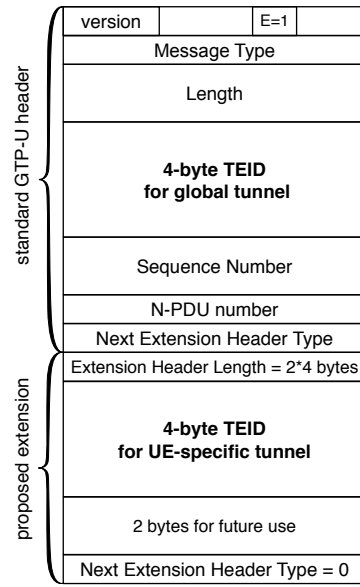 standard GTP-U header
version E=1
Message Type
Length
4-byte TEID
for global tunnel
Sequence Number
N-PDU number
Next Extension Header Type
proposed extension
Extension Header Length = 2*4 bytes
4-byte TEID
for UE-specific tunnel
2 bytes for future use
Next Extension Header Type = 0